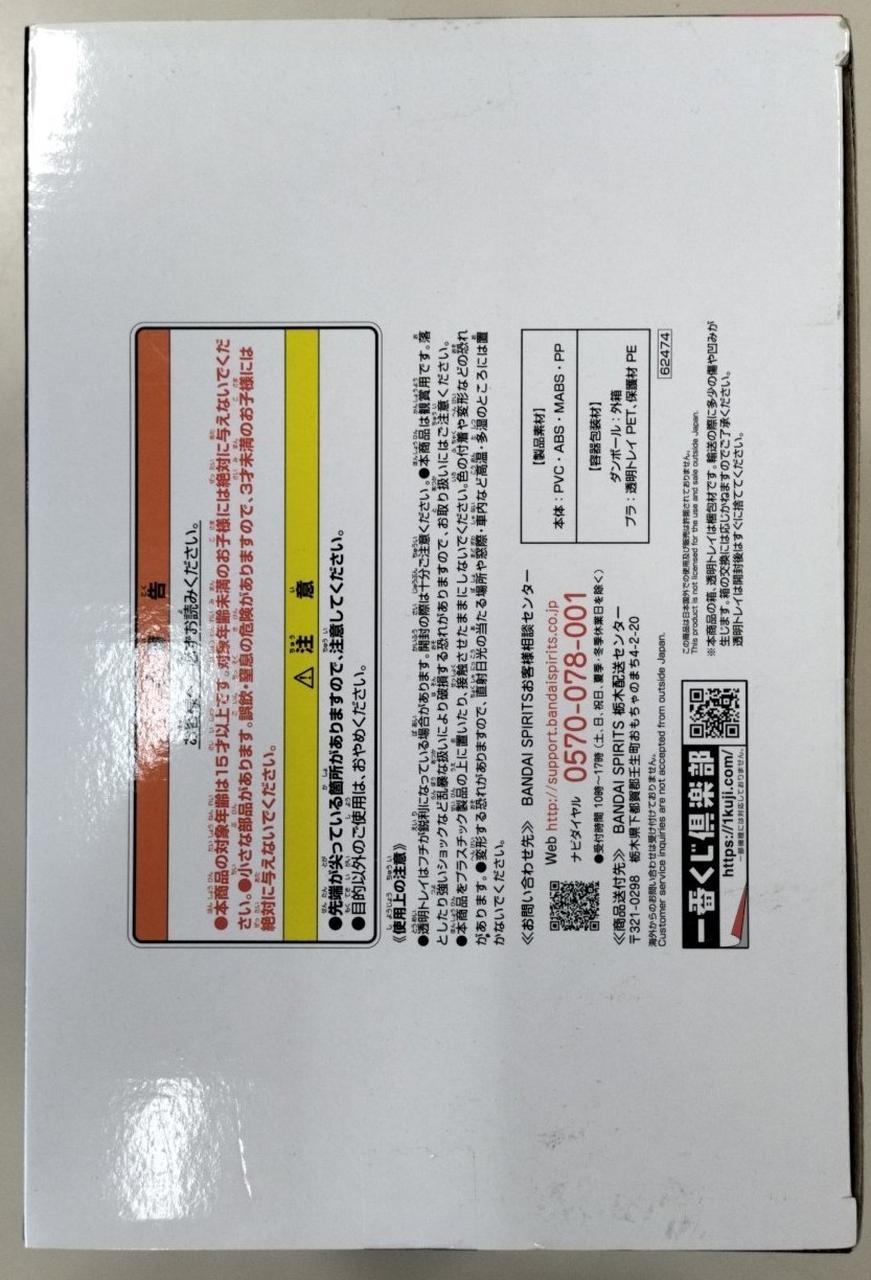 告
お読みください。
●本商品の対象年齢は15才以上です。対象年齢未満のお子様には絶対に与えないでくだ
さい。●小さな部品があります。誤飲・窒息の危険がありますので、3才未満のお子様には
絶対に与えないでください。
⚠ 注 意
●先端が尖っている箇所がありますので、注意してください。
●目的以外のご使用は、おやめください。
《使用上の注意》
●透明トレイはフチが鋭利になっている場合があります。開封の際は十分ご注意ください。●本商品は観賞用です。落
としたり強いショックなど乱暴な扱いにより破損する恐れがありますので、お取り扱いにはご注意ください。
●本商品をプラスチック製品の上に置いたり、接触させたままにしないでください。色の付着や変形などの恐れ
があります。●変形する恐れがありますので、直射日光の当たる場所や窓際・車内など高温・多湿のところには置
かないでください。
≪お問い合わせ先≫ BANDAI SPIRITSお客様相談センター
Web http://support.bandaispirits.co.jp
ナビダイヤル 0570-078-001
●受付時間 10時～17時（土、日、祝日、夏季・冬季休業日を除く）
≪商品送付先≫ BANDAI SPIRITS 栃木配送センター
〒321-0298 栃木県下都賀郡壬生町おもちゃのまち4-2-20
海外からのお問い合わせは受け付けておりません。
Customer service inquiries are not accepted from outside Japan.
【製品素材】
本体：PVC・ABS・MABS・PP
【容器包装材】
ダンボール：外箱
プラ：透明トレイ PET、保護材 PE
62474
この商品は日本国外での使用及び販売は許諾されておりません。
This product is not licensed for the use and sale outside Japan.
※本商品の箱、透明トレイは梱包材です。輸送の際に多少の傷や凹みが
生じます。箱の交換には応じかねますのでご了承ください。
透明トレイは開封後はすぐに捨ててください。
一番くじ倶楽部
https://1kuji.com/
一部機種には対応しておりません。